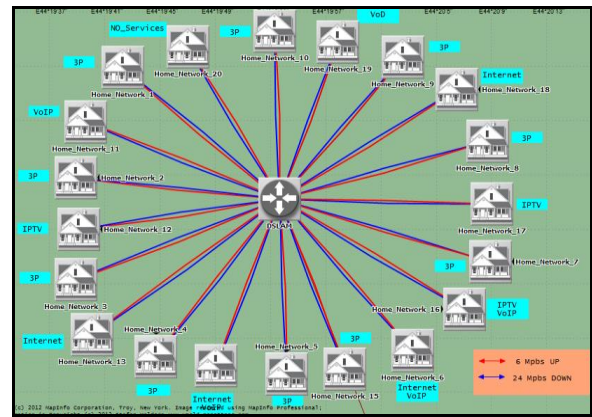 E44°19'37" E44°19'41" E44°19'45" E44°19'49" E44°19'57" E44°20'5" E44°20'9" E44°20'13"
NO_Services
VoD
3P
3P
3P
Home_Network_20
Home_Network_10
Home_Network_19
Home_Network_9
Internet
Home_Network_18
Home_Network_1
VoIP
Home_Network_11
3P
Home_Network_8
3P
Home_Network_2
IPTV
Home_Network_12
DSLAM
IPTV
Home_Network_17
3P
Home_Network_7
3P
Home_Network_3
Home_Network_16
IPTV
VoIP
Internet
Home_Network_13
Home_Network_4
Home_Network_5
3P
Home_Network_6
6 Mpbs UP
24 Mpbs DOWN
3P
Internet
VoIP
3P
Home_Network_15
Internet
VoIP
(c) 2012 MapInfo Corporation, Troy, New York. Image using MapInfo Professional;